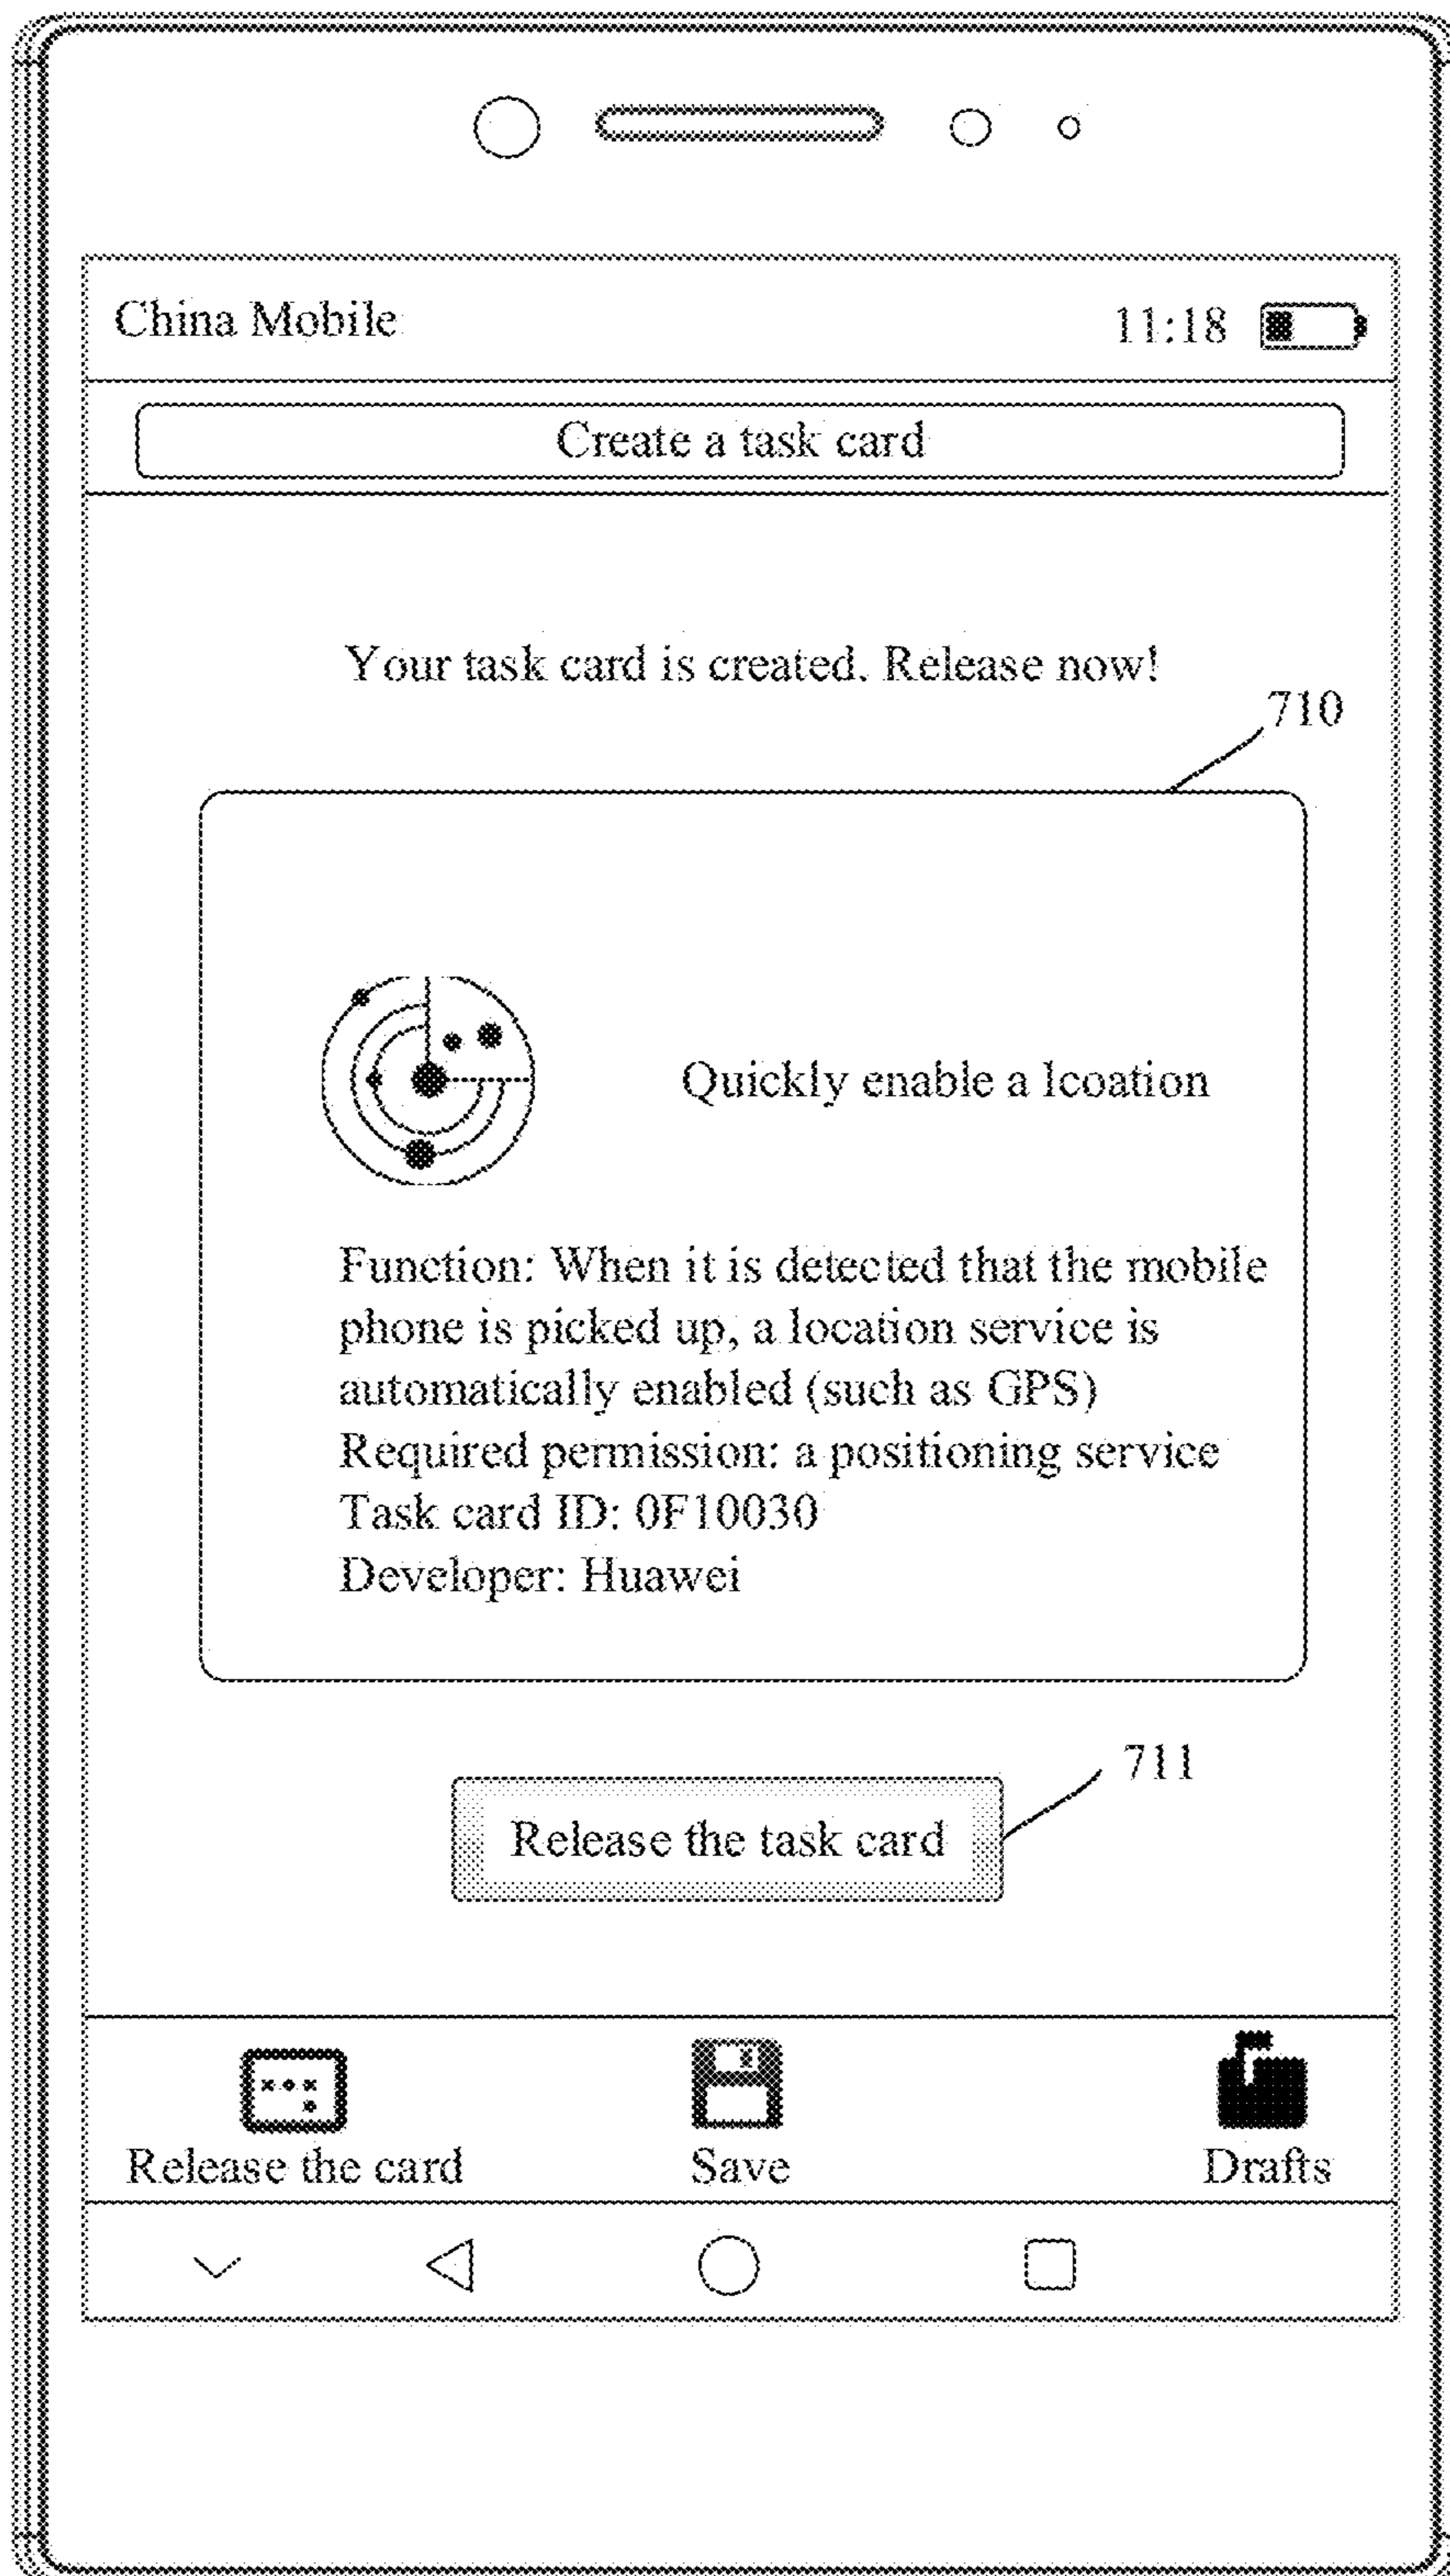 China Mobile 11:18
Create a task card
Your task card is created. Release now!
710
Quickly enable a lcoation
Function: When it is detected that the mobile
phone is picked up, a location service is
automatically enabled (such as GPS)
Required permission: a positioning service
Task card ID: 0F10030
Developer: Huawei
711
Release the task card
Release the card Save Drafts